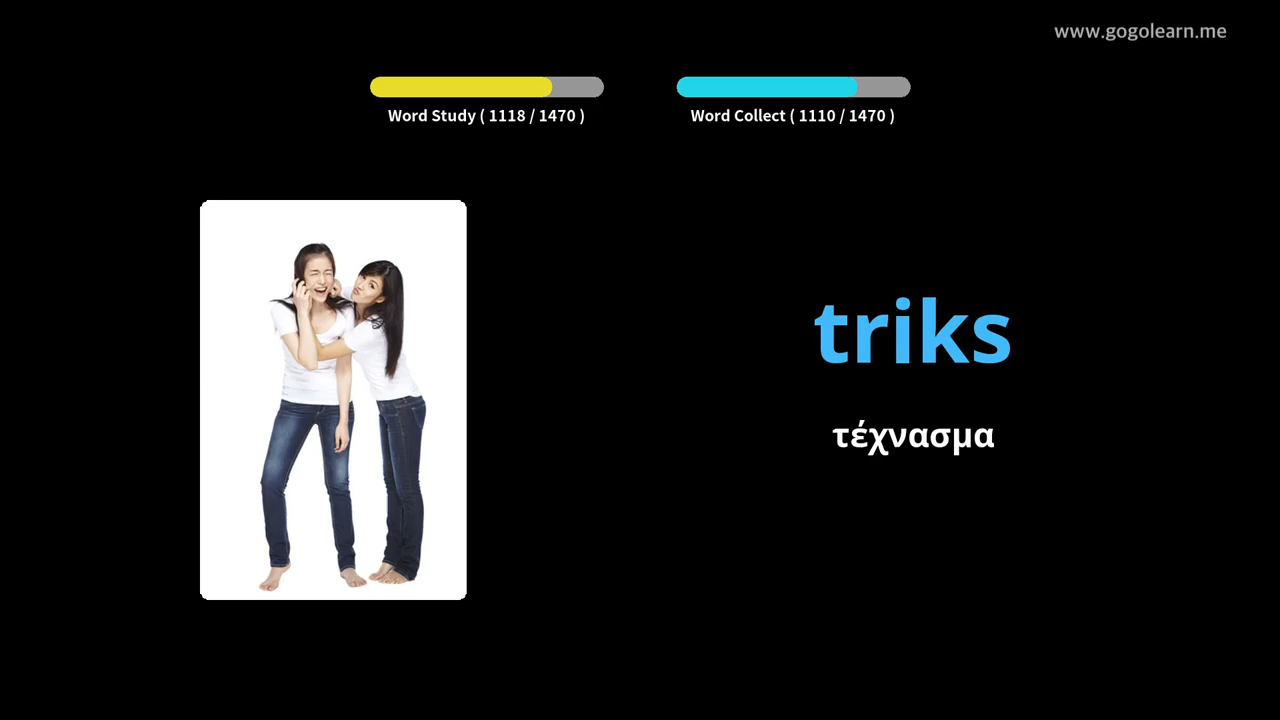 www.gogolearn.me
Word Study ( 1118 / 1470 )
Word Collect ( 1110 / 1470 )
triks
τέχνασμα